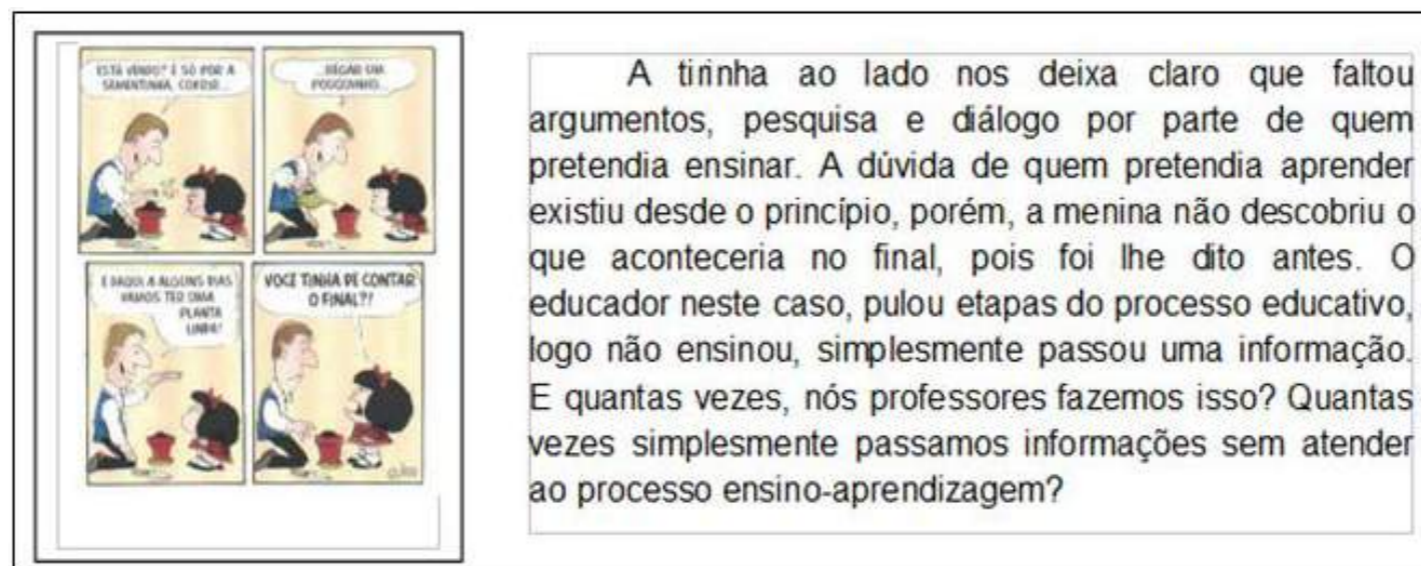 ESTÁ VENDO? É SÓ POR A
SEMENTINHA, COBRIR...
...REGAR UM
POUQUINHO...
E DAQUI A ALGUNS DIAS
VAMOS TER UMA
PLANTA
LINDA!
VOCÊ TINHA DE CONTAR
O FINAL?!
A tirinha ao lado nos deixa claro que faltou
argumentos, pesquisa e diálogo por parte de quem
pretendia ensinar. A dúvida de quem pretendia aprender
existiu desde o princípio, porém, a menina não descobriu o
que aconteceria no final, pois foi lhe dito antes. O
educador neste caso, pulou etapas do processo educativo,
logo não ensinou, simplesmente passou uma informação.
E quantas vezes, nós professores fazemos isso? Quantas
vezes simplesmente passamos informações sem atender
ao processo ensino-aprendizagem?